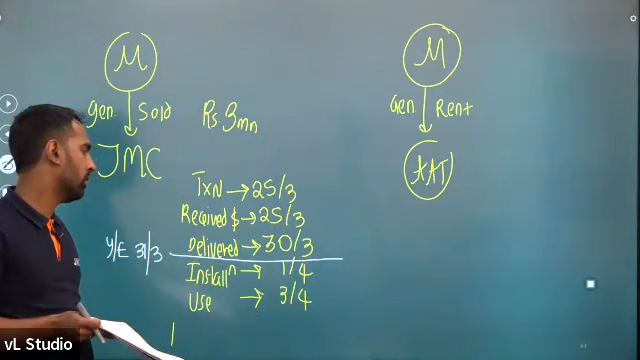 M
Gen Sold
JMC
Rs. 3mn
M
Gen Rent
AAT
TXN → 25/3
Received $ → 25/3
Delivered → 30/3
Y/E 31/3
Installⁿ → 1/4
Use → 3/4
vL Studio